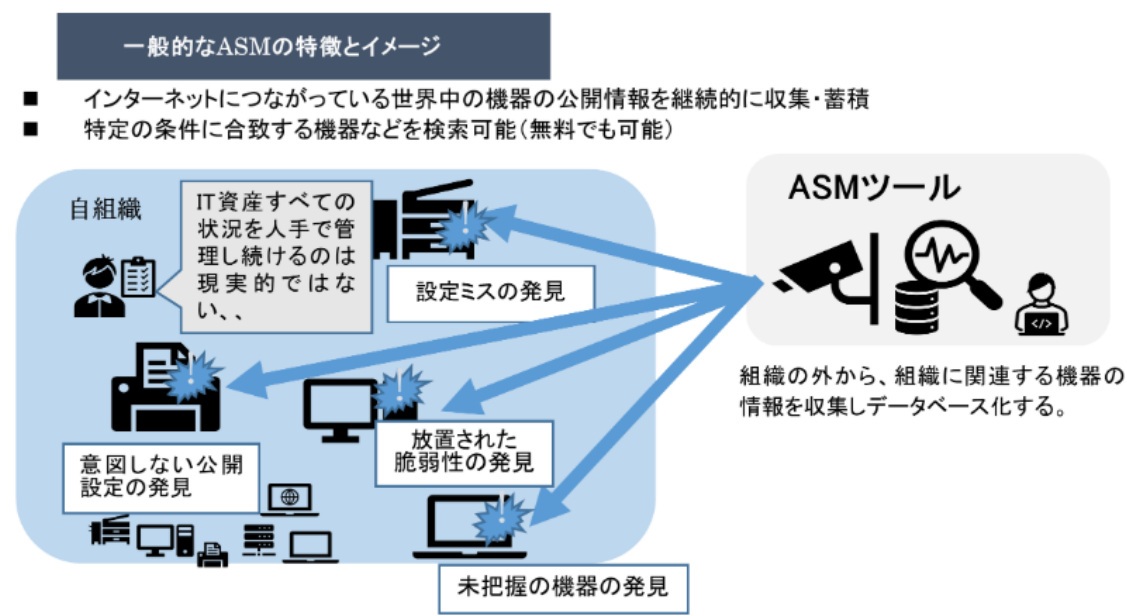 一般的なASMの特徴とイメージ
■ インターネットにつながっている世界中の機器の公開情報を継続的に収集・蓄積
■ 特定の条件に合致する機器などを検索可能（無料でも可能）
自組織
IT資産すべての
状況を人手で管
理し続けるのは
現実的ではな
い、、
設定ミスの発見
意図しない公開
設定の発見
放置された
脆弱性の発見
未把握の機器の発見
ASMツール
</>
組織の外から、組織に関連する機器の
情報を収集しデータベース化する。